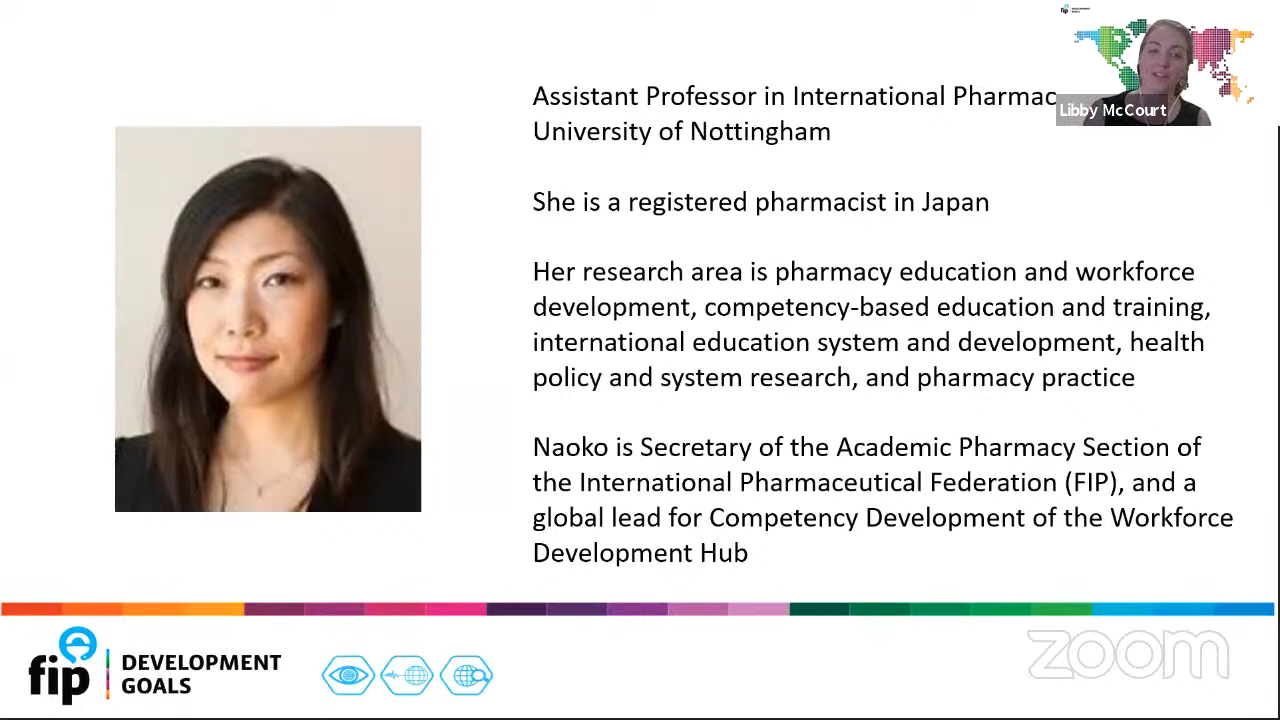 fip DEVELOPMENT
GOALS
Assistant Professor in International Pharmac
Libby McCourt
University of Nottingham
She is a registered pharmacist in Japan
Her research area is pharmacy education and workforce
development, competency-based education and training,
international education system and development, health
policy and system research, and pharmacy practice
Naoko is Secretary of the Academic Pharmacy Section of
the International Pharmaceutical Federation (FIP), and a
global lead for Competency Development of the Workforce
Development Hub
fip
DEVELOPMENT
GOALS
zoom